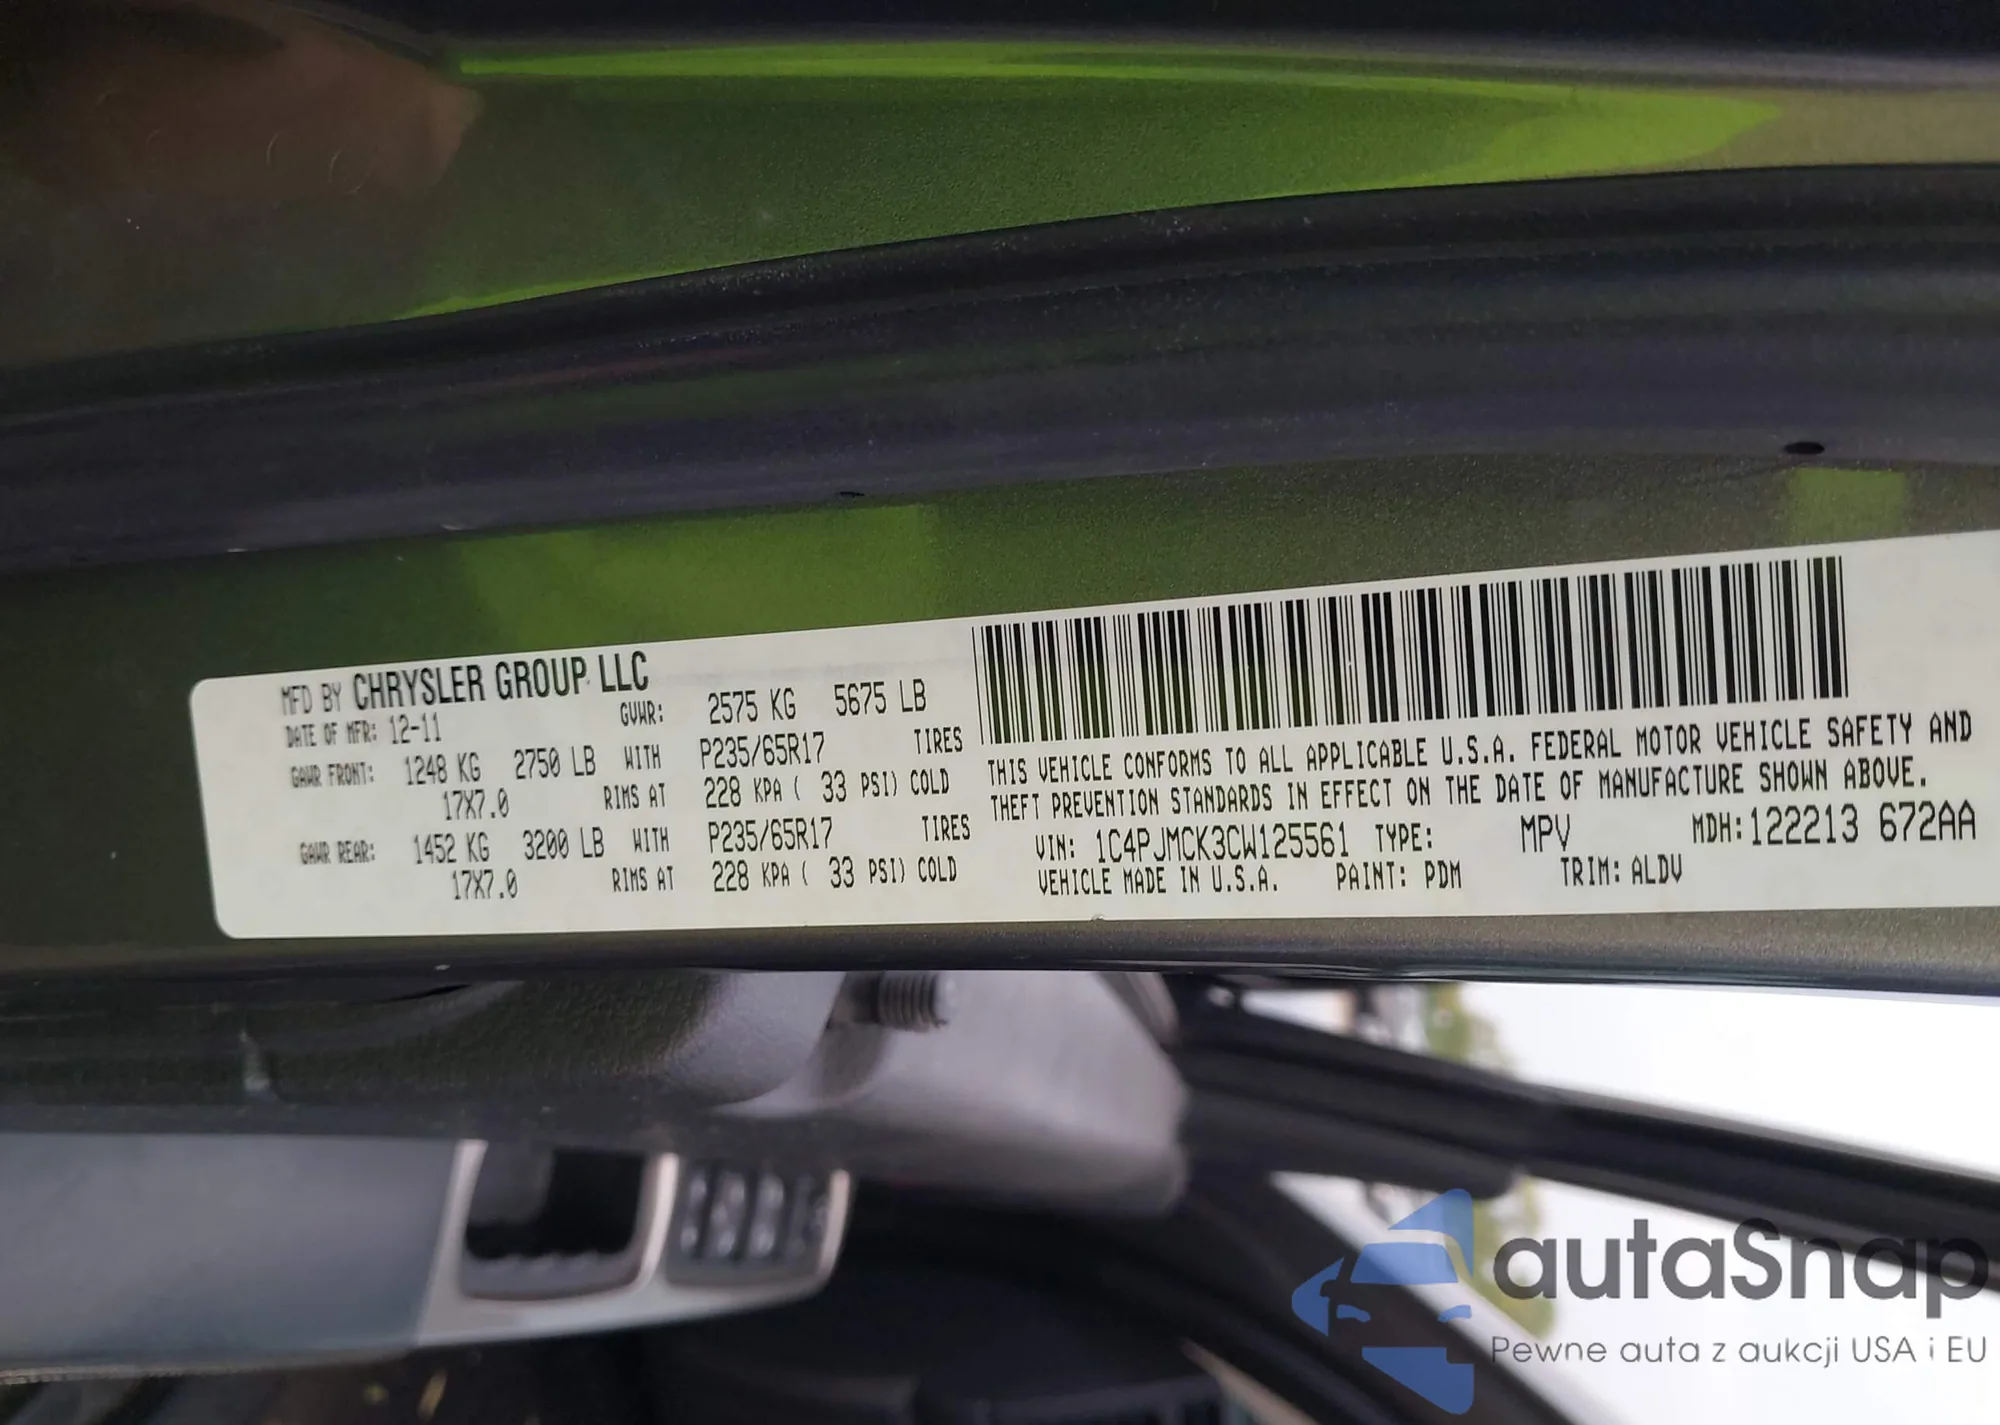 MFD BY CHRYSLER GROUP LLC
DATE OF MFR: 12-11 GVWR: 2575 KG 5675 LB
GAWR FRONT: 1248 KG 2750 LB WITH P235/65R17 TIRES
17X7.0 RIMS AT 228 KPA ( 33 PSI) COLD
GAWR REAR: 1452 KG 3200 LB WITH P235/65R17 TIRES
17X7.0 RIMS AT 228 KPA ( 33 PSI) COLD
THIS VEHICLE CONFORMS TO ALL APPLICABLE U.S.A. FEDERAL MOTOR VEHICLE SAFETY AND
THEFT PREVENTION STANDARDS IN EFFECT ON THE DATE OF MANUFACTURE SHOWN ABOVE.
VIN: 1C4PJMCK3CW125561 TYPE: MPV MDH:122213 672AA
VEHICLE MADE IN U.S.A. PAINT: PDM TRIM: ALDV
autaSnap
Pewne auta z aukcji USA i EU